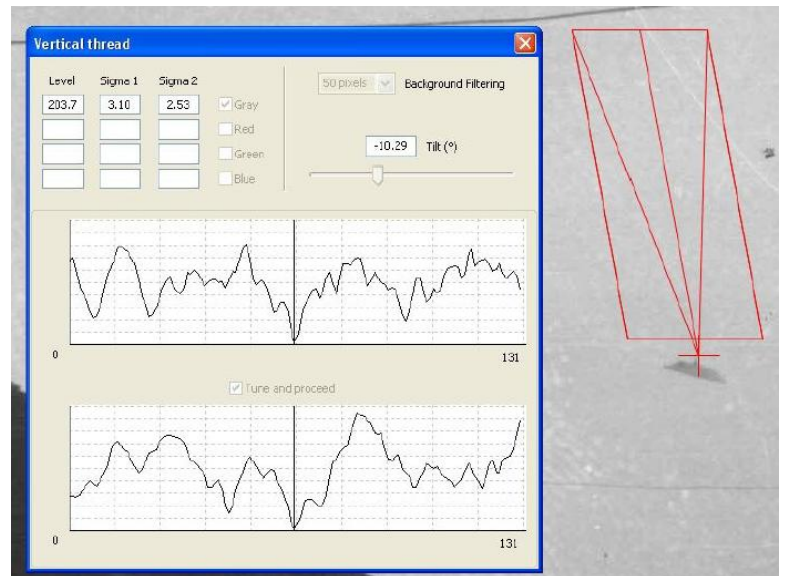 Vertical thread
Level Sigma 1 Sigma 2
50 pixels Background Filtering
203.7 3.10 2.53 Gray
Red
-10.29 Tilt (°)
Green
Blue
0 131
Tune and proceed
0 131